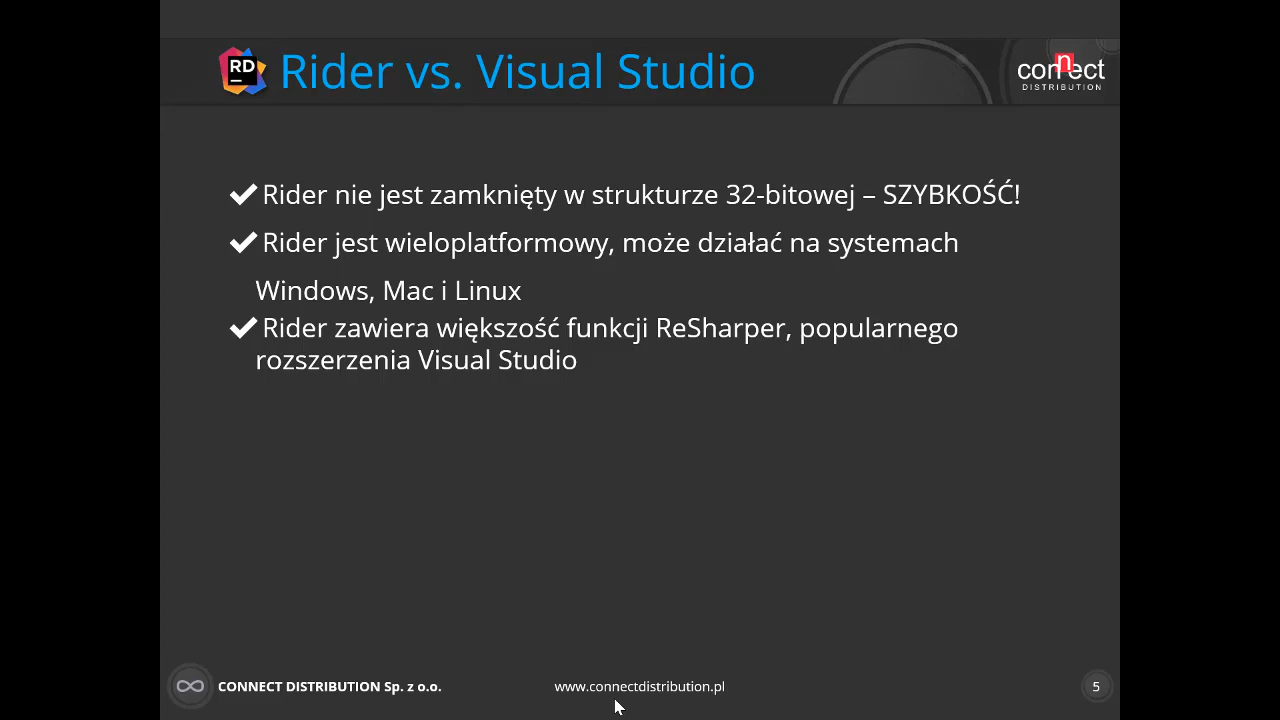 RD
Rider vs. Visual Studio
connect
DISTRIBUTION
Rider nie jest zamknięty w strukturze 32-bitowej – SZYBKOŚĆ!
Rider jest wieloplatformowy, może działać na systemach
Windows, Mac i Linux
Rider zawiera większość funkcji ReSharper, popularnego
rozszerzenia Visual Studio
CONNECT DISTRIBUTION Sp. z o.o.
www.connectdistribution.pl
5